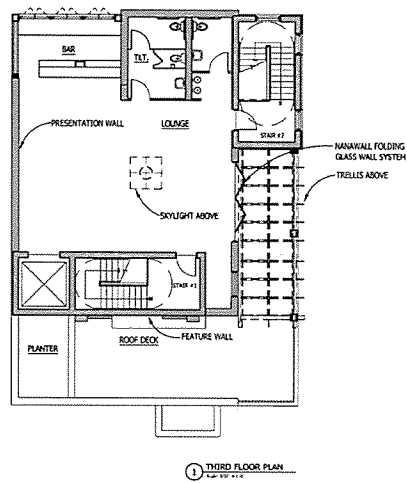 BAR
TLT.
PRESENTATION WALL
LOUNGE
STAIR #2
NANAWALL FOLDING
GLASS WALL SYSTEM
TRELLIS ABOVE
SKYLIGHT ABOVE
STAIR #1
FEATURE WALL
PLANTER
ROOF DECK
1
THIRD FLOOR PLAN